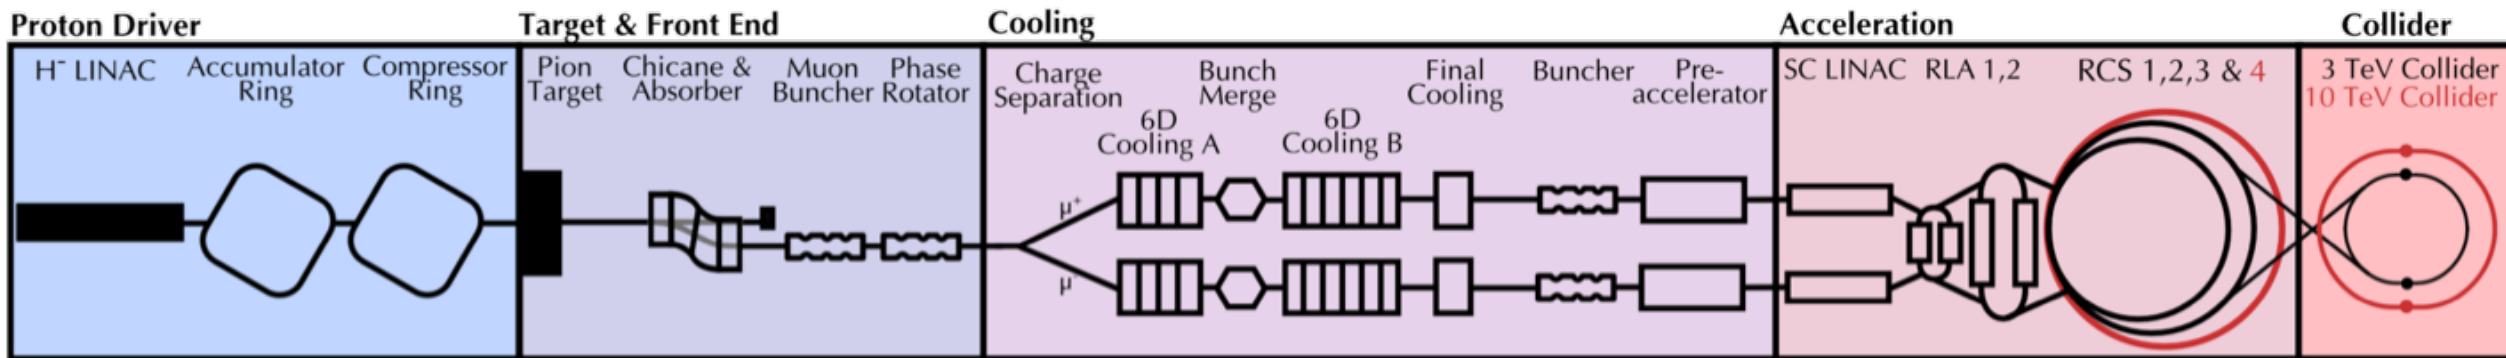 Proton Driver
Target & Front End
Cooling
Acceleration
Collider
H⁻ LINAC
Accumulator
Ring
Compressor
Ring
Pion
Target
Chicane &
Absorber
Muon
Buncher
Phase
Rotator
Charge
Separation
6D
Cooling A
Bunch
Merge
6D
Cooling B
Final
Cooling
Buncher
Pre-
accelerator
μ⁺
μ⁻
SC LINAC
RLA 1,2
RCS 1,2,3 & 4
3 TeV Collider
10 TeV Collider